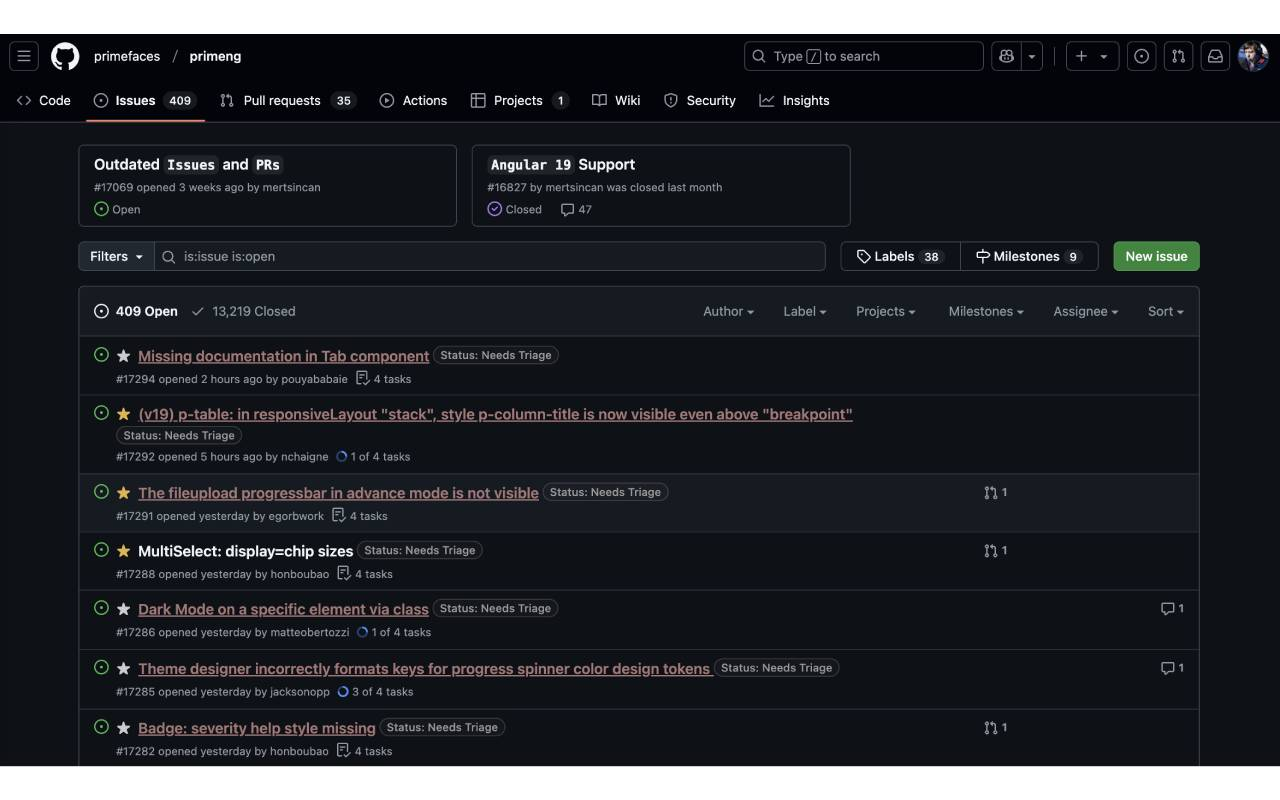 primefaces / primeng
Type / to search
Code
Issues 409
Pull requests 35
Actions
Projects 1
Wiki
Security
Insights
Outdated Issues and PRs
#17069 opened 3 weeks ago by mertsincan
Open
Angular 19 Support
#16827 by mertsincan was closed last month
Closed 47
Filters
is:issue is:open
Labels 38
Milestones 9
New issue
409 Open
13,219 Closed
Author
Label
Projects
Milestones
Assignee
Sort
Missing documentation in Tab component Status: Needs Triage
#17294 opened 2 hours ago by pouyababaie 4 tasks
(v19) p-table: in responsiveLayout "stack", style p-column-title is now visible even above "breakpoint"
Status: Needs Triage
#17292 opened 5 hours ago by nchaigne 1 of 4 tasks
The fileupload progressbar in advance mode is not visible Status: Needs Triage
1
#17291 opened yesterday by egorbwork 4 tasks
MultiSelect: display=chip sizes Status: Needs Triage
1
#17288 opened yesterday by honboubao 4 tasks
Dark Mode on a specific element via class Status: Needs Triage
1
#17286 opened yesterday by matteobertozzi 1 of 4 tasks
Theme designer incorrectly formats keys for progress spinner color design tokens Status: Needs Triage
1
#17285 opened yesterday by jacksonopp 3 of 4 tasks
Badge: severity help style missing Status: Needs Triage
1
#17282 opened yesterday by honboubao 4 tasks